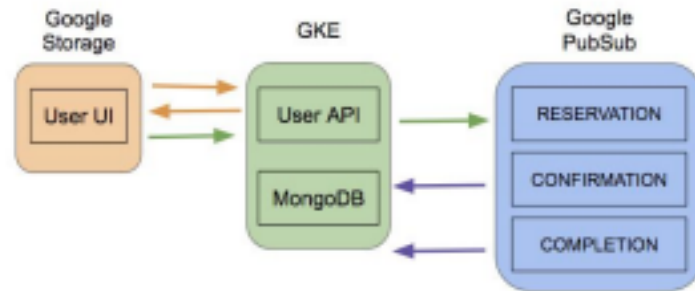 Google
Storage
GKE
Google
PubSub
User UI
User API
RESERVATION
MongoDB
CONFIRMATION
COMPLETION